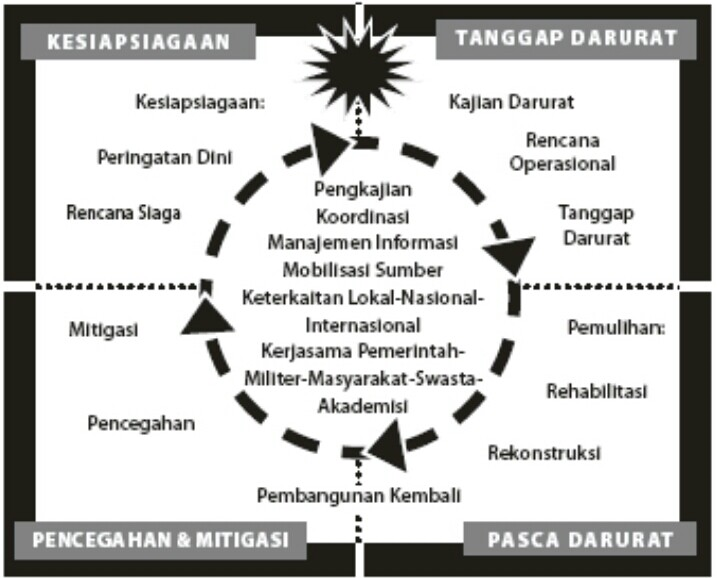 KESIAPSIAGAAN
TANGGAP DARURAT
Kesiapsiagaan:
Peringatan Dini
Rencana Siaga
Kajian Darurat
Rencana
Operasional
Tanggap
Darurat
Pengkajian
Koordinasi
Manajemen Informasi
Mobilisasi Sumber
Keterkaitan Lokal-Nasional-
Internasional
Kerjasama Pemerintah-
Militer-Masyarakat-Swasta-
Akademisi
Mitigasi
Pencegahan
Pemulihan:
Rehabilitasi
Rekonstruksi
Pembangunan Kembali
PENCEGAHAN & MITIGASI
PASCA DARURAT